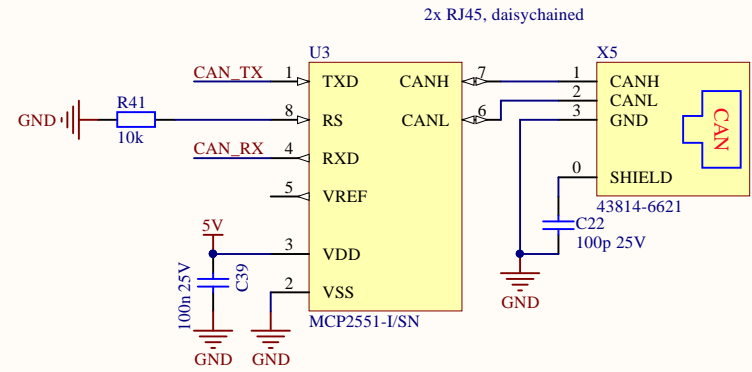 2x RJ45, daisychained
U3
X5
CAN_TX
1
TXD
CANH
7
1
CANH
2
CANL
R41
GND
10k
8
RS
CANL
6
3
GND
CAN
CAN_RX
4
RXD
0
SHIELD
5
VREF
43814-6621
5V
C22
100p 25V
3
VDD
100n 25V
C39
2
VSS
GND
MCP2551-I/SN
GND
GND